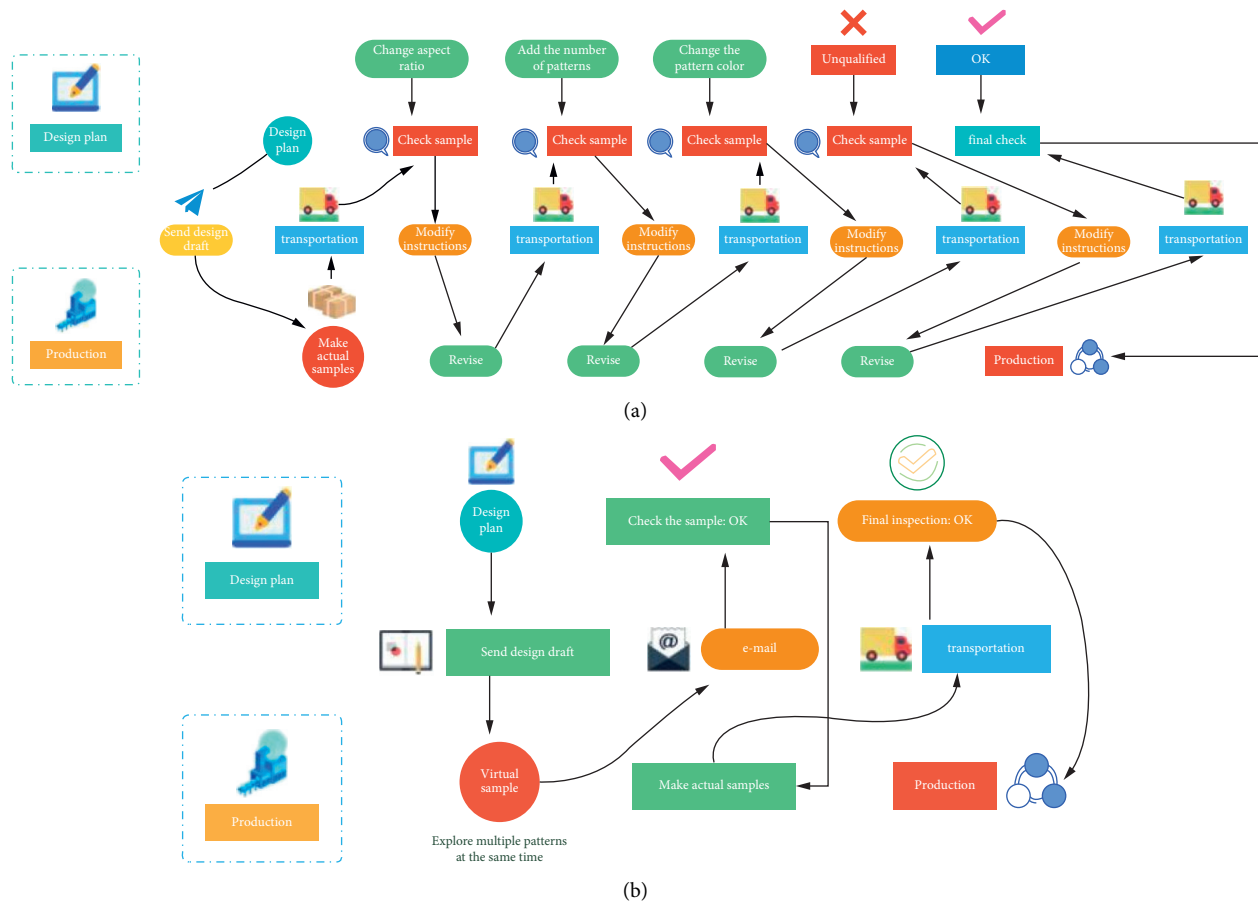 Change aspect
ratio
Add the number
of patterns
Change the
pattern color
Unqualified
OK
Design plan
Design
plan
Check sample
Check sample
Check sample
Check sample
final check
Send design
draft
transportation
Modify
instructions
transportation
Modify
instructions
transportation
Modify
instructions
transportation
Modify
instructions
transportation
Production
Make
actual
samples
Revise
Revise
Revise
Revise
Production
(a)
Design
plan
Check the sample: OK
Final inspection: OK
Design plan
Send design draft
@
e-mail
transportation
Virtual
sample
Make actual samples
Production
Production
Explore multiple patterns
at the same time
(b)